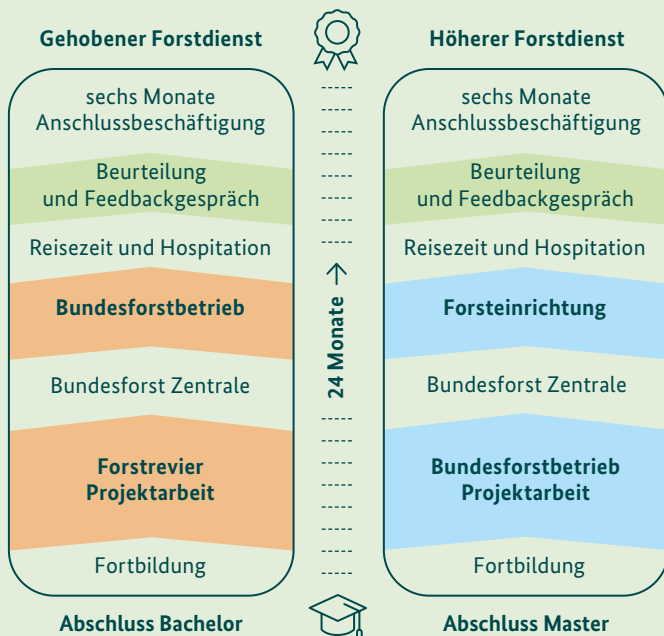 Gehobener Forstdienst
sechs Monate
Anschlussbeschäftigung
Beurteilung
und Feedbackgespräch
Reisezeit und Hospitation
Bundesforstbetrieb
Bundesforst Zentrale
Forstrevier
Projektarbeit
Fortbildung
Abschluss Bachelor
24 Monate
Höherer Forstdienst
sechs Monate
Anschlussbeschäftigung
Beurteilung
und Feedbackgespräch
Reisezeit und Hospitation
Forsteinrichtung
Bundesforst Zentrale
Bundesforstbetrieb
Projektarbeit
Fortbildung
Abschluss Master